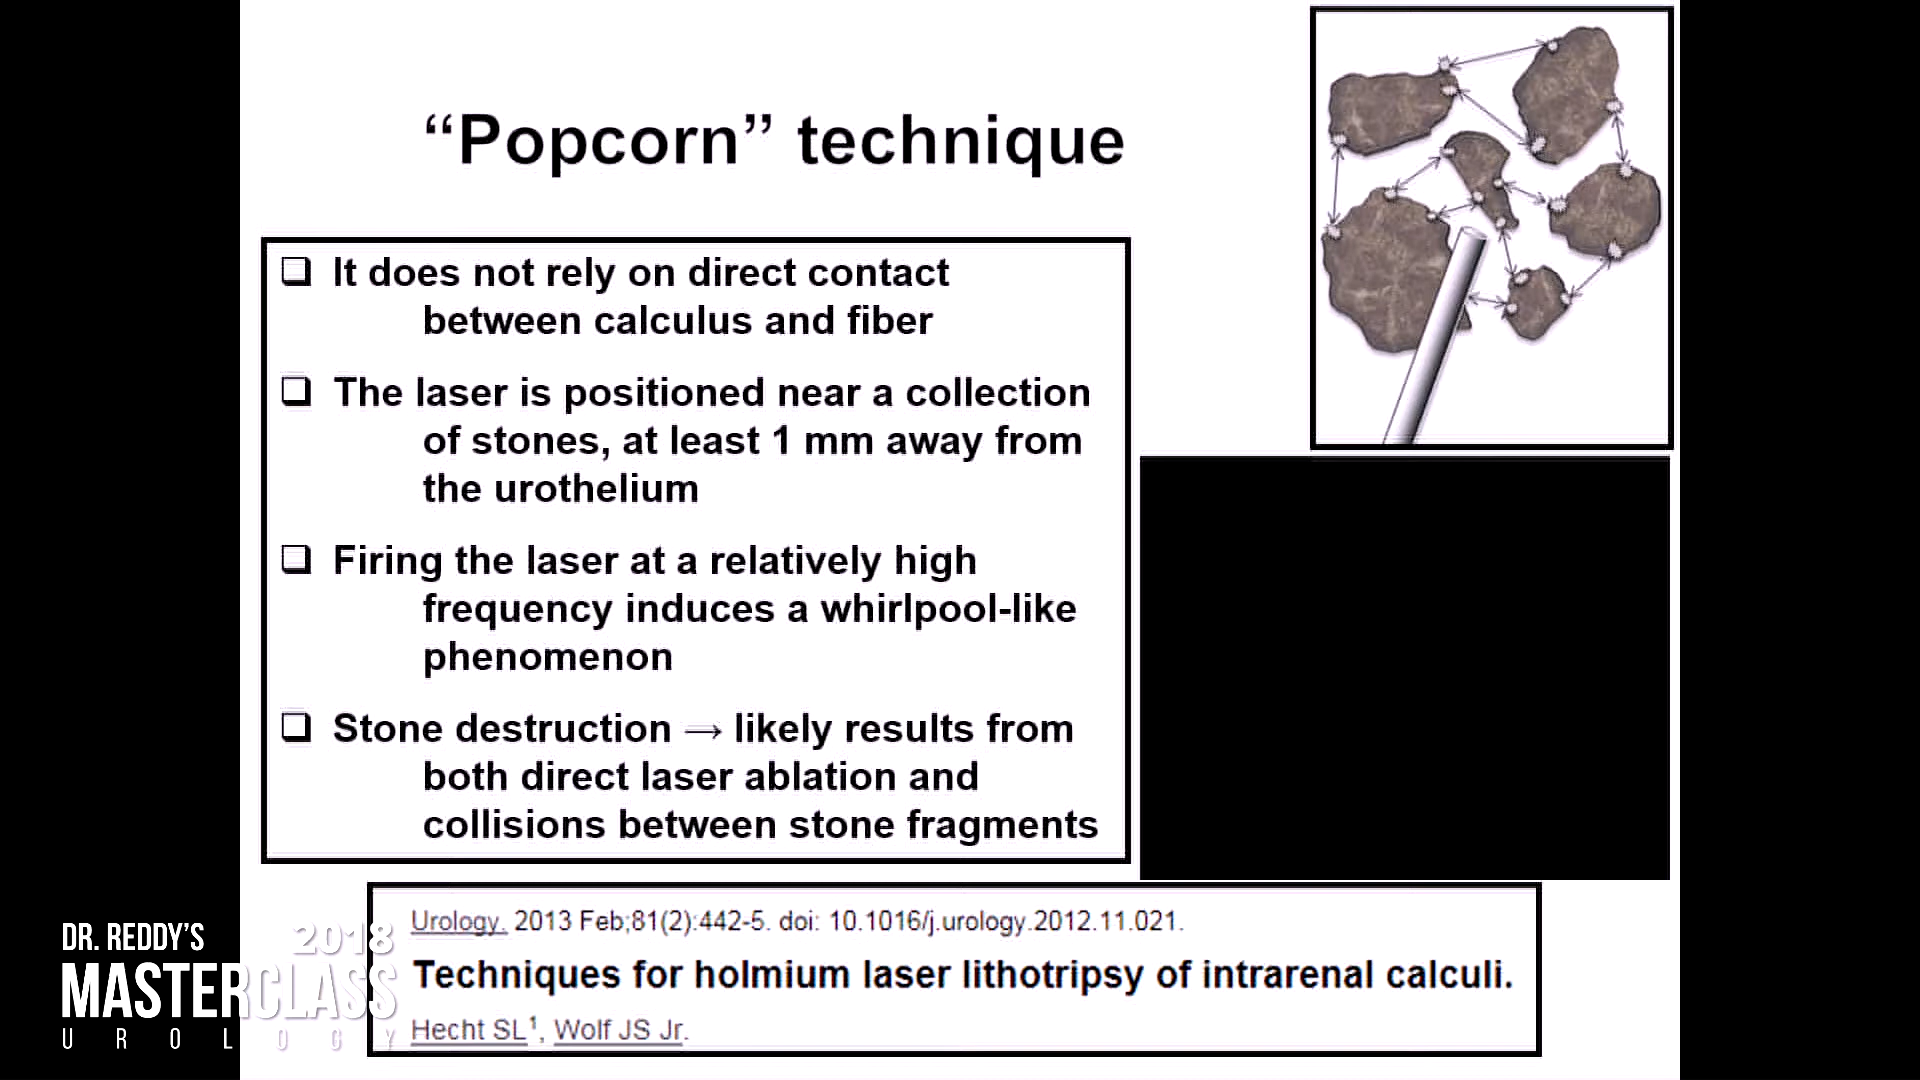 “Popcorn” technique
It does not rely on direct contact
between calculus and fiber
The laser is positioned near a collection
of stones, at least 1 mm away from
the urothelium
Firing the laser at a relatively high
frequency induces a whirlpool-like
phenomenon
Stone destruction → likely results from
both direct laser ablation and
collisions between stone fragments
Urology. 2013 Feb;81(2):442-5. doi: 10.1016/j.urology.2012.11.021.
Techniques for holmium laser lithotripsy of intrarenal calculi.
Hecht SL¹, Wolf JS Jr.
DR. REDDY'S 2018
MASTERCLASS
UROLOGY